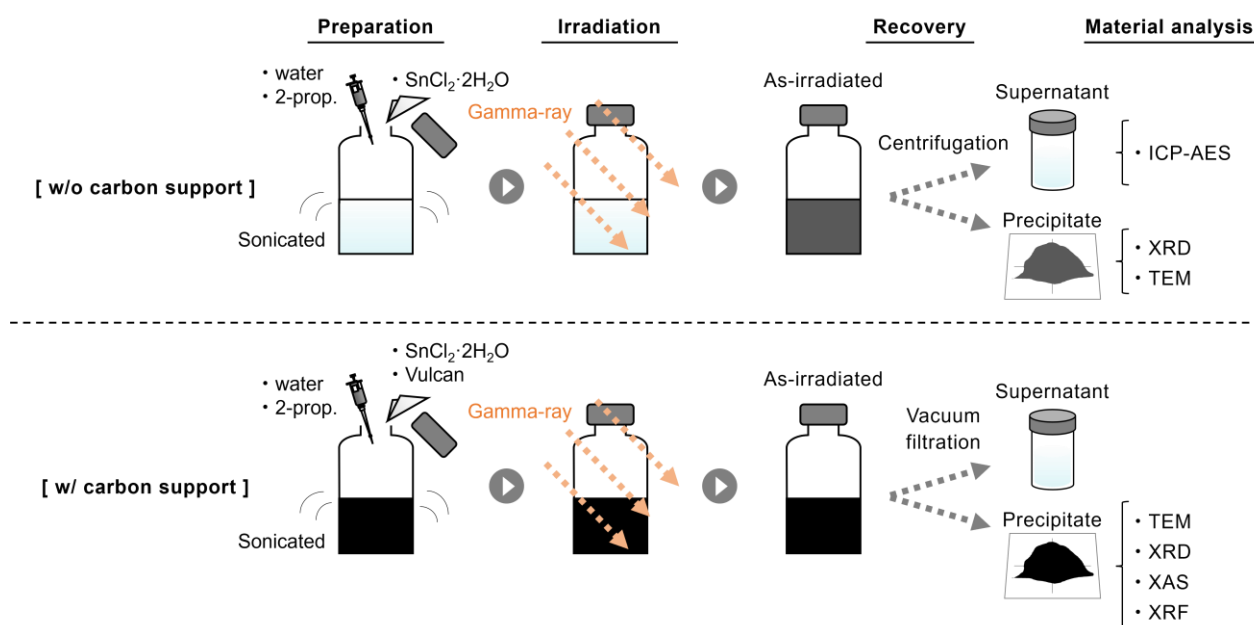 Preparation
Irradiation
Recovery
Material analysis
・water
・2-prop.
・SnCl₂·2H₂O
[ w/o carbon support ]
Sonicated
Gamma-ray
As-irradiated
Centrifugation
Supernatant
・ICP-AES
Precipitate
・XRD
・TEM
・water
・2-prop.
・SnCl₂·2H₂O
・Vulcan
[ w/ carbon support ]
Sonicated
Gamma-ray
As-irradiated
Vacuum
filtration
Supernatant
Precipitate
・TEM
・XRD
・XAS
・XRF